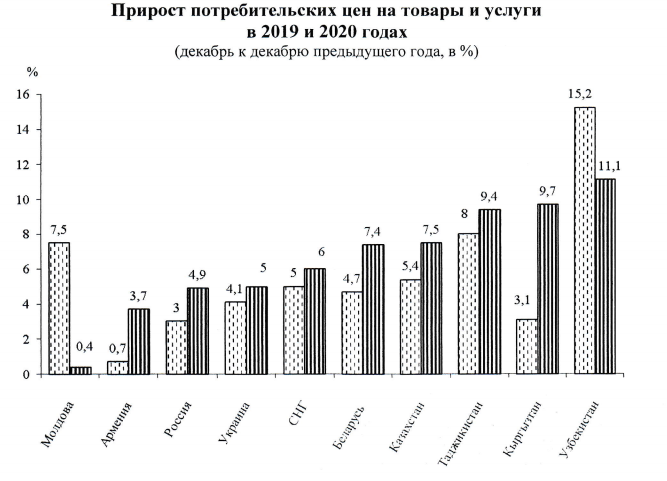 Прирост потребительских цен на товары и услуги
в 2019 и 2020 годах
(декабрь к декабрю предыдущего года, в %)
%
16
14
12
10
8
6
4
2
0
7,5
0,4
0,7
3,7
3
4,9
4,1
5
5
6
4,7
7,4
5,4
7,5
8
9,4
3,1
9,7
15,2
11,1
Молдова
Армения
Россия
Украина
СНГ
Беларусь
Казахстан
Таджикистан
Кыргызтан
Узбекистан